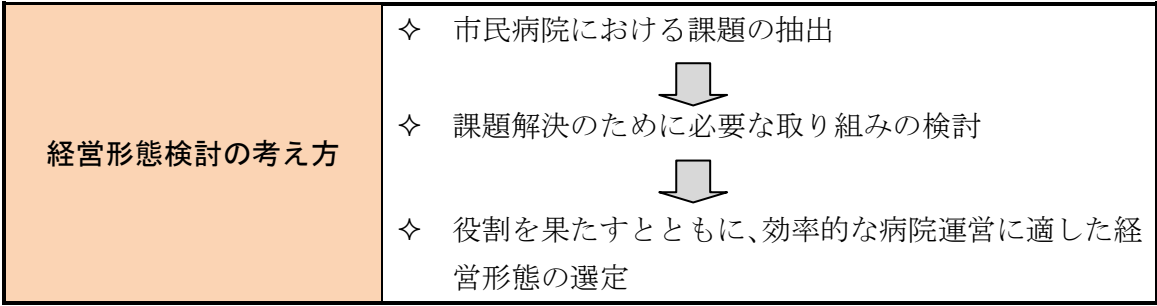 経営形態検討の考え方
✧ 市民病院における課題の抽出
✧ 課題解決のために必要な取り組みの検討
✧ 役割を果たすとともに、効率的な病院運営に適した経
営形態の選定